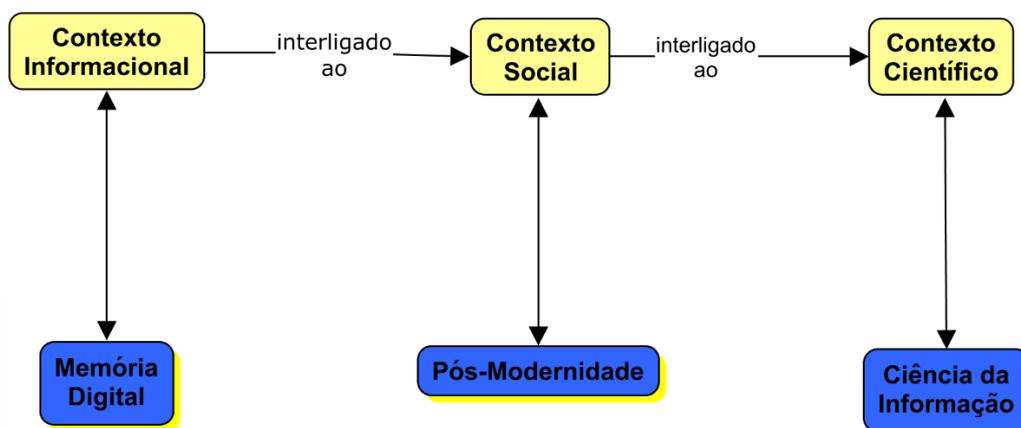 Contexto
Informacional
interligado
ao
Contexto
Social
interligado
ao
Contexto
Científico
Memória
Digital
Pós-Modernidade
Ciência da
Informação